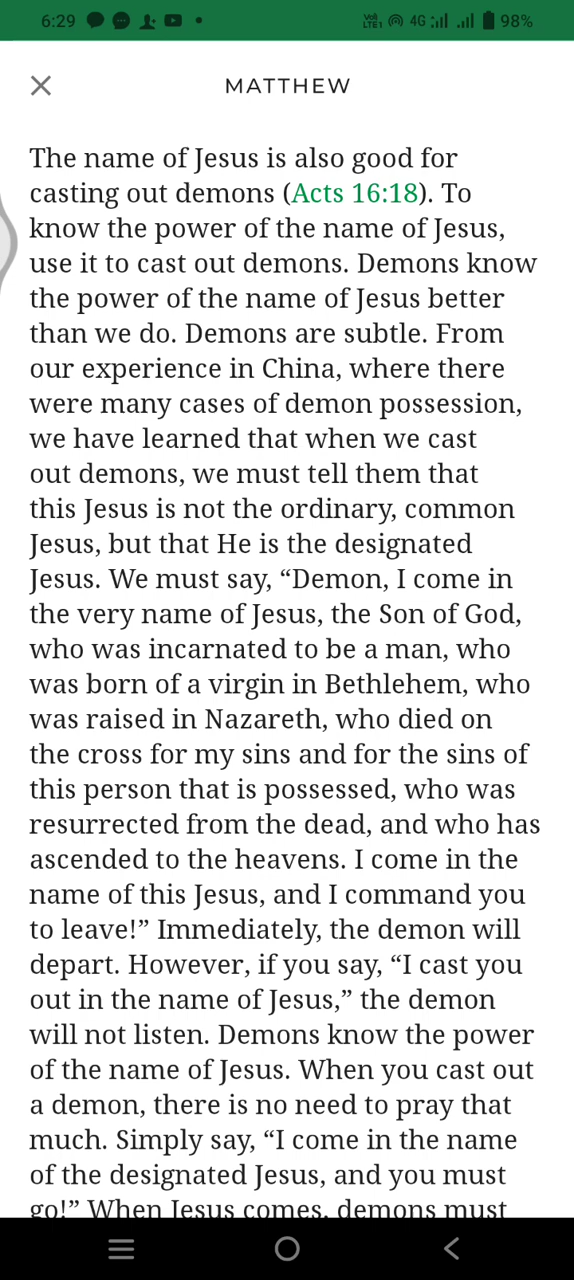 6:29
Vo) LTE1 4G 98%
MATTHEW
The name of Jesus is also good for
casting out demons (Acts 16:18). To
know the power of the name of Jesus,
use it to cast out demons. Demons know
the power of the name of Jesus better
than we do. Demons are subtle. From
our experience in China, where there
were many cases of demon possession,
we have learned that when we cast
out demons, we must tell them that
this Jesus is not the ordinary, common
Jesus, but that He is the designated
Jesus. We must say, “Demon, I come in
the very name of Jesus, the Son of God,
who was incarnated to be a man, who
was born of a virgin in Bethlehem, who
was raised in Nazareth, who died on
the cross for my sins and for the sins of
this person that is possessed, who was
resurrected from the dead, and who has
ascended to the heavens. I come in the
name of this Jesus, and I command you
to leave!” Immediately, the demon will
depart. However, if you say, “I cast you
out in the name of Jesus,” the demon
will not listen. Demons know the power
of the name of Jesus. When you cast out
a demon, there is no need to pray that
much. Simply say, “I come in the name
of the designated Jesus, and you must
go!” When Jesus comes, demons must